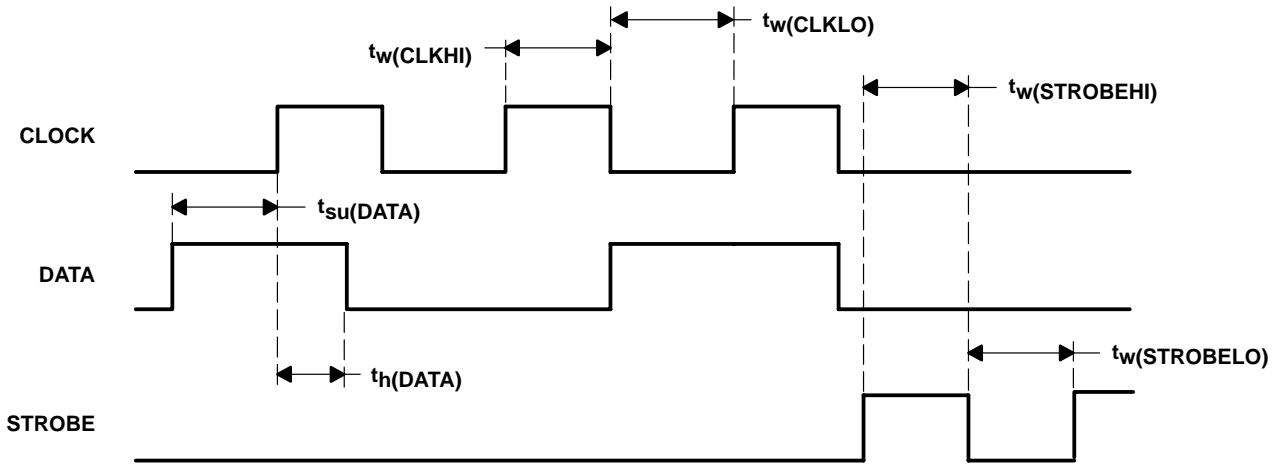 tw(CLKLO)
tw(CLKHI)
tw(STROBEHI)
CLOCK
tsu(DATA)
DATA
tw(STROBELO)
th(DATA)
STROBE